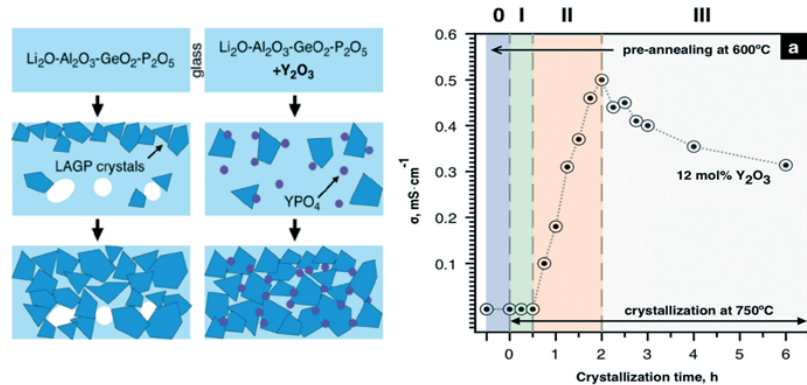 Li₂O-Al₂O₃-GeO₂-P₂O₅
glass
Li₂O-Al₂O₃-GeO₂-P₂O₅
+Y₂O₃
LAGP crystals
YPO₄
0 I II III
a
pre-annealing at 600°C
12 mol% Y₂O₃
crystallization at 750°C
σ, mS·cm⁻¹
0.6
0.5
0.4
0.3
0.2
0.1
0 1 2 3 4 5 6
Crystallization time, h